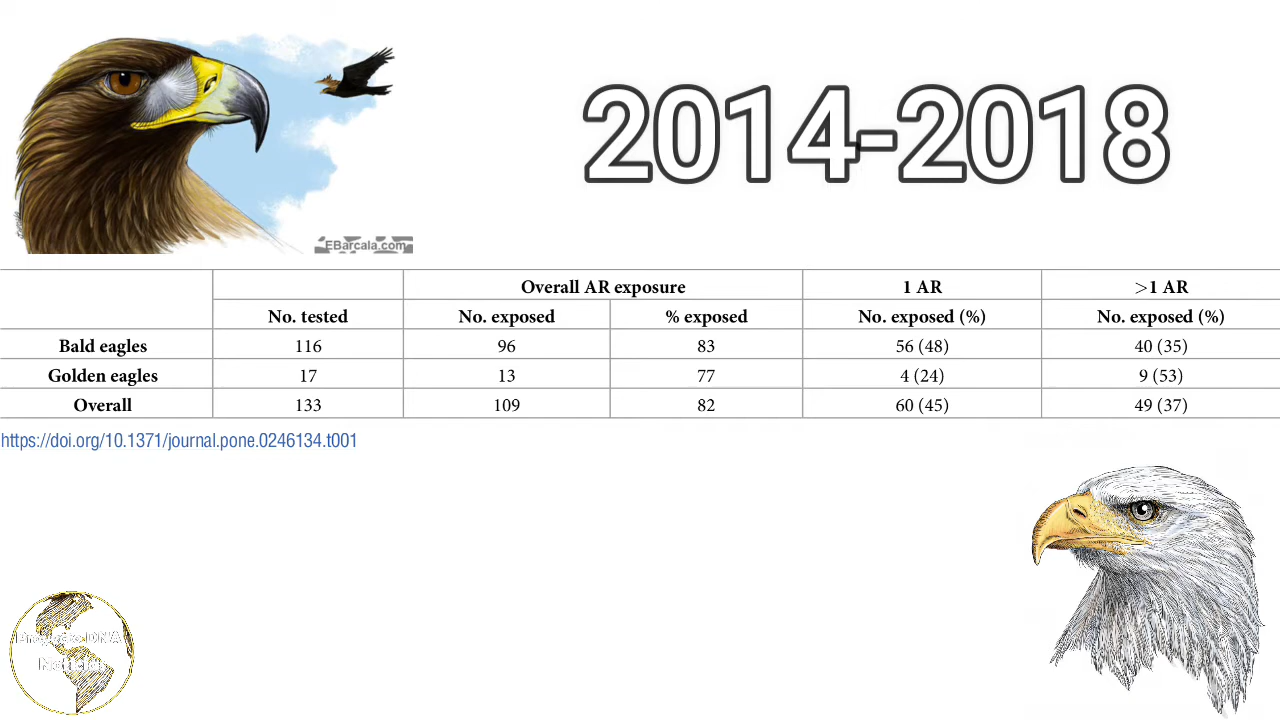 2014-2018
EBarcala.com
Overall AR exposure 1 AR >1 AR
No. tested No. exposed % exposed No. exposed (%) No. exposed (%)
Bald eagles 116 96 83 56 (48) 40 (35)
Golden eagles 17 13 77 4 (24) 9 (53)
Overall 133 109 82 60 (45) 49 (37)
https://doi.org/10.1371/journal.pone.0246134.t001
DNA
Noticias